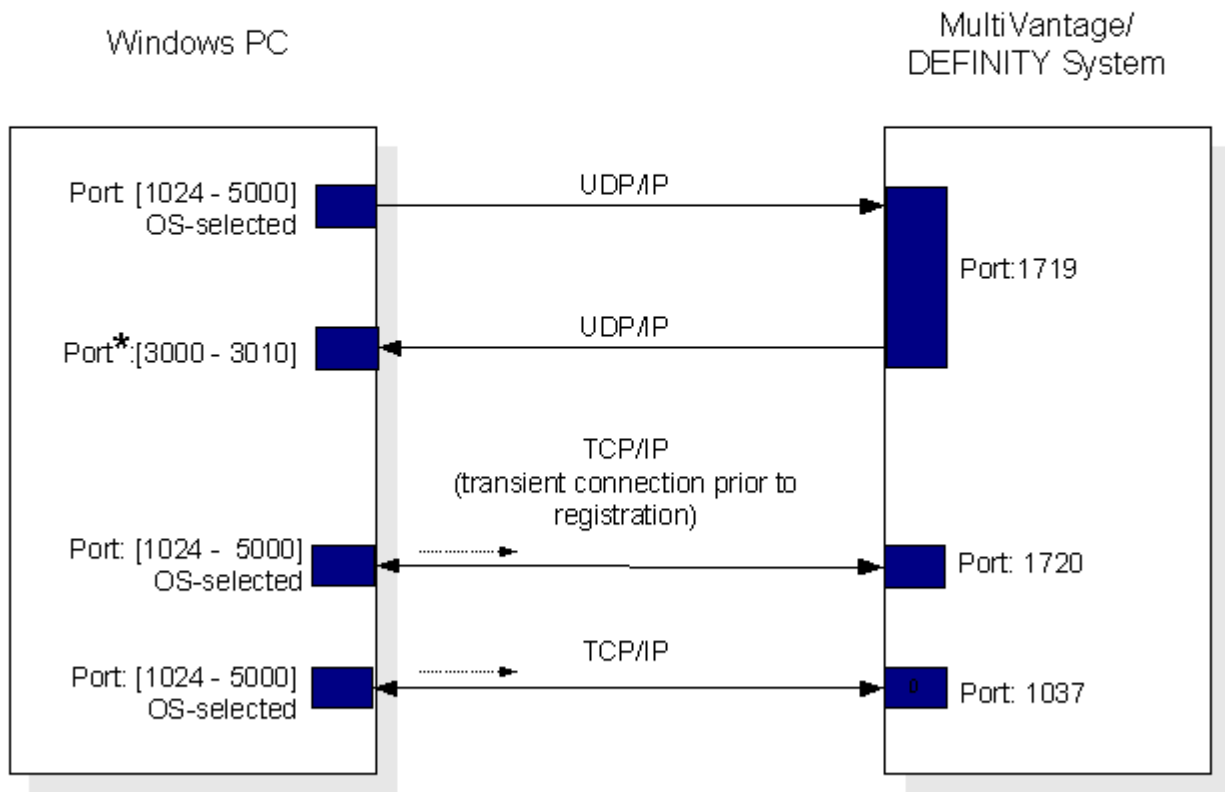 Windows PC
MultiVantage/
DEFINITY System
Port: [1024 - 5000]
OS-selected
UDP/IP
Port:1719
Port*:[3000 - 3010]
UDP/IP
TCP/IP
(transient connection prior to
registration)
Port: [1024 - 5000]
OS-selected
Port: 1720
TCP/IP
Port: [1024 - 5000]
OS-selected
0
Port: 1037